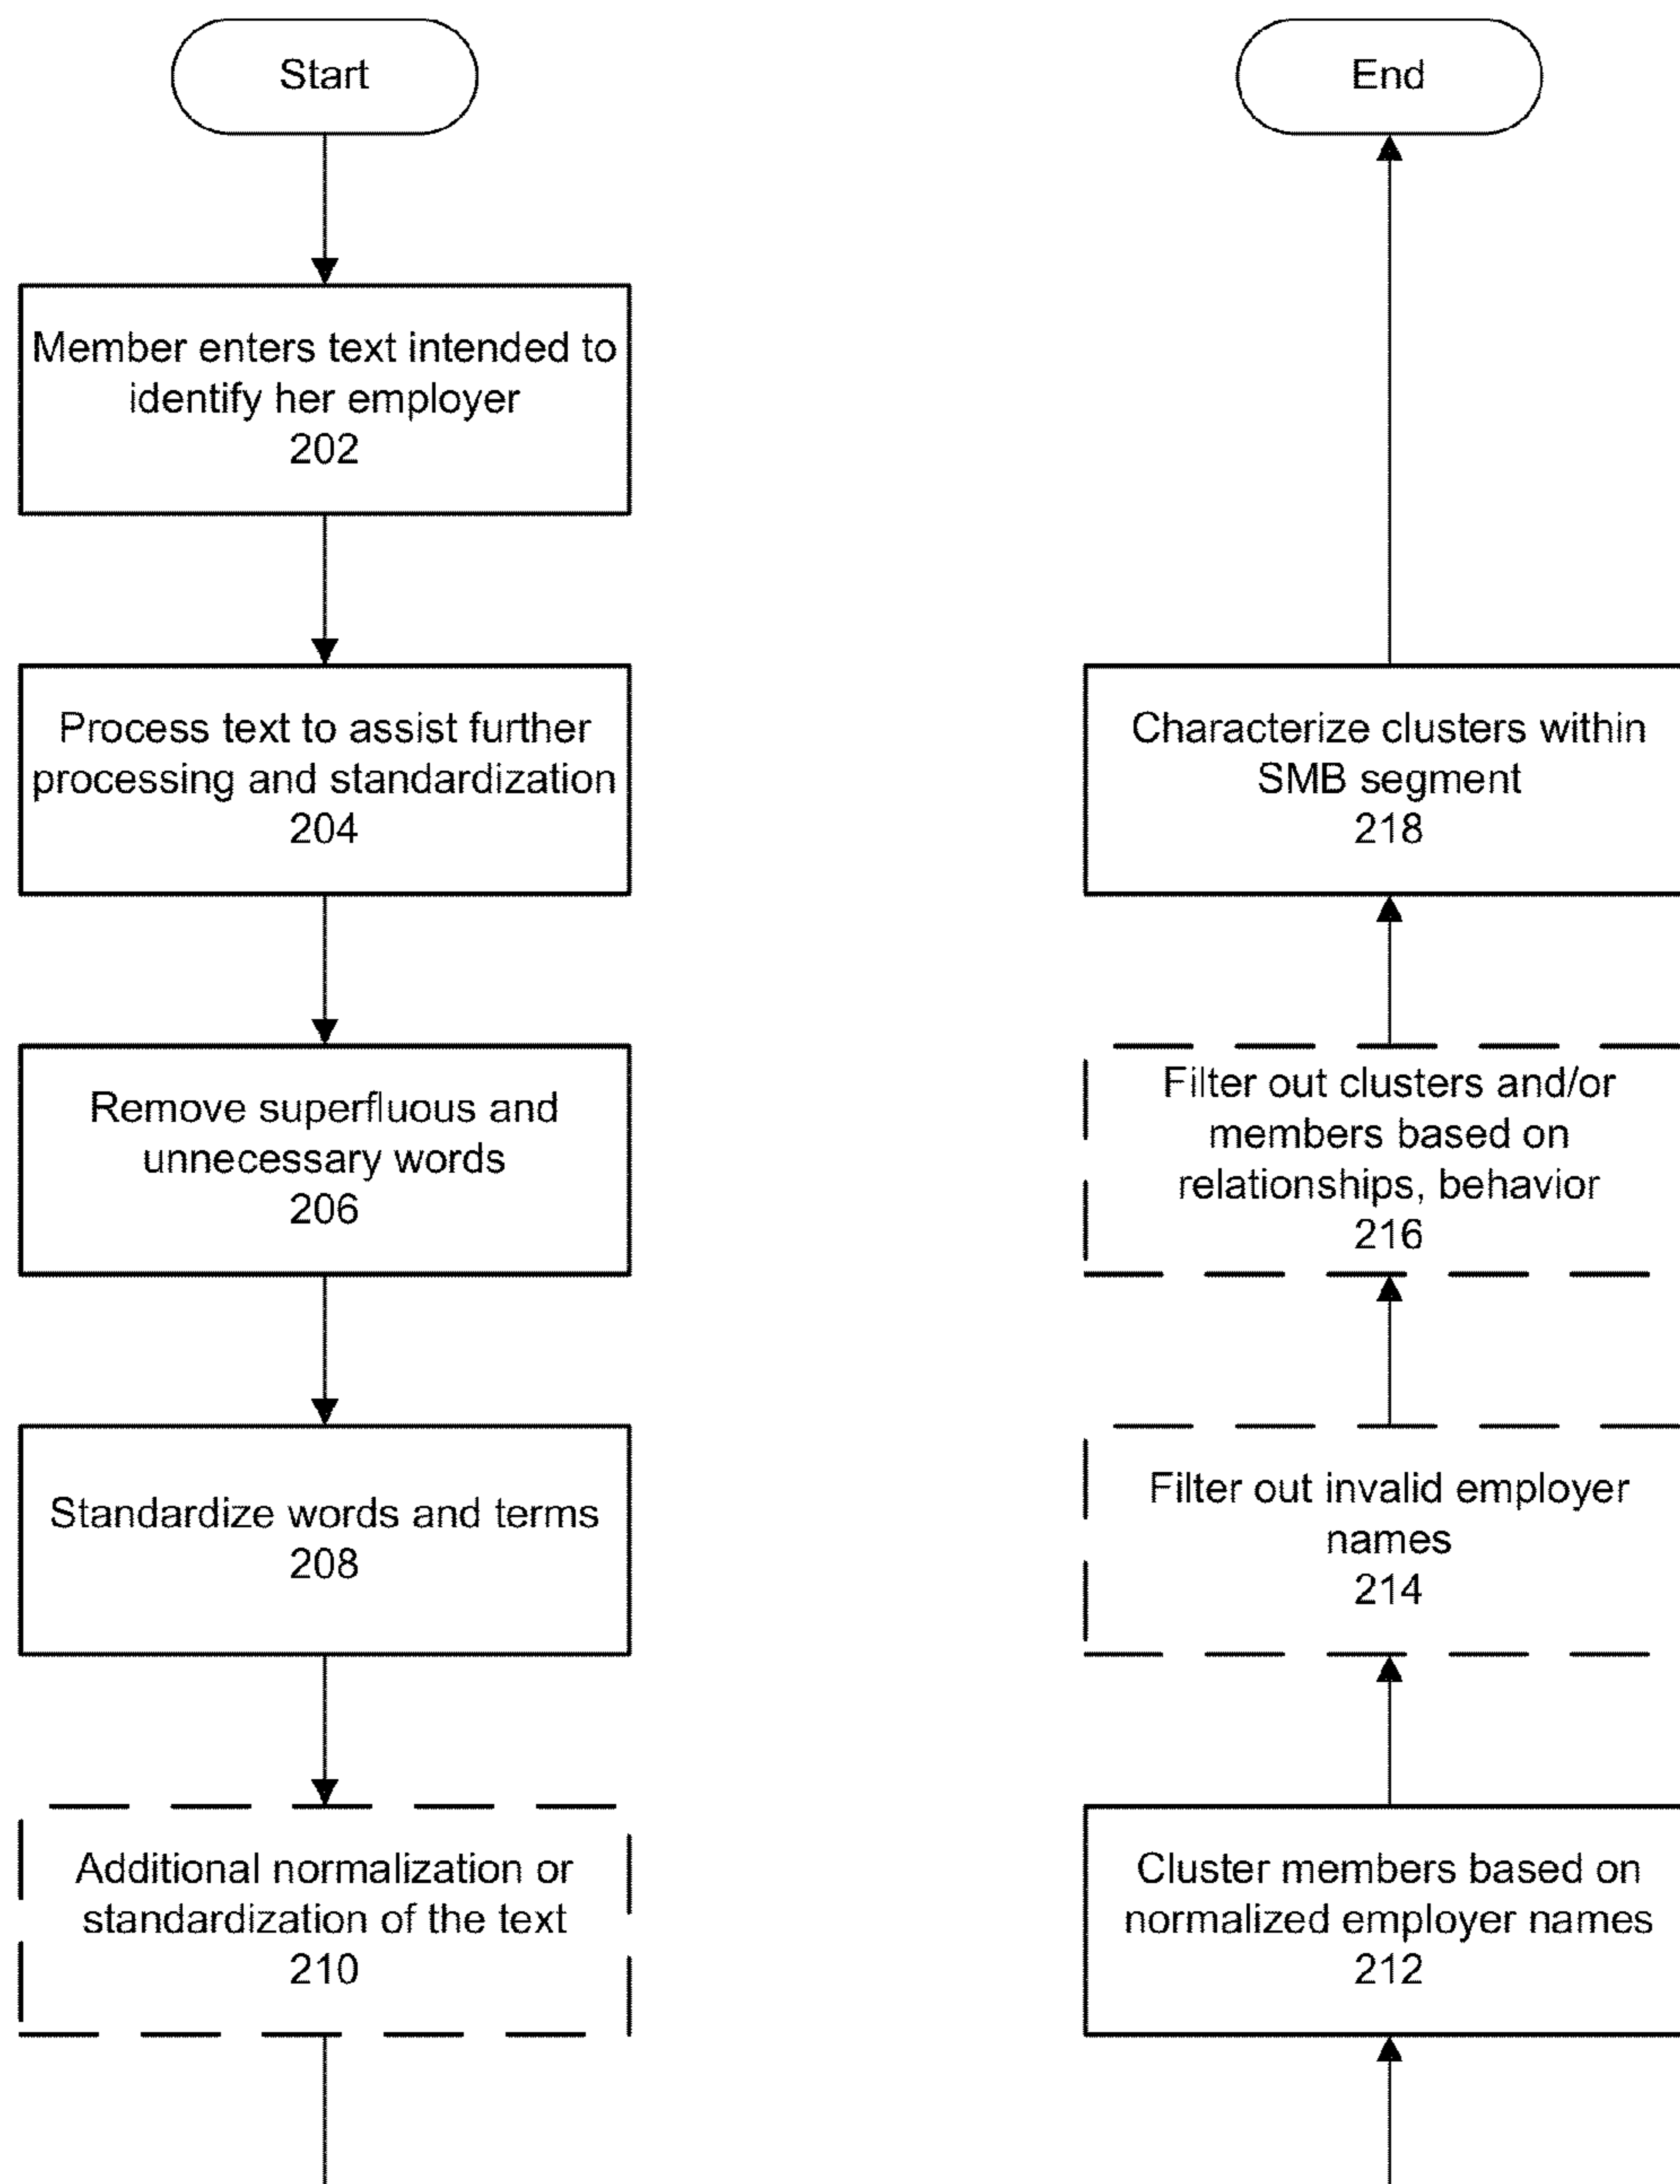 Start
Member enters text intended to
identify her employer
202
Process text to assist further
processing and standardization
204
Remove superfluous and
unnecessary words
206
Standardize words and terms
208
Additional normalization or
standardization of the text
210
End
Characterize clusters within
SMB segment
218
Filter out clusters and/or
members based on
relationships, behavior
216
Filter out invalid employer
names
214
Cluster members based on
normalized employer names
212